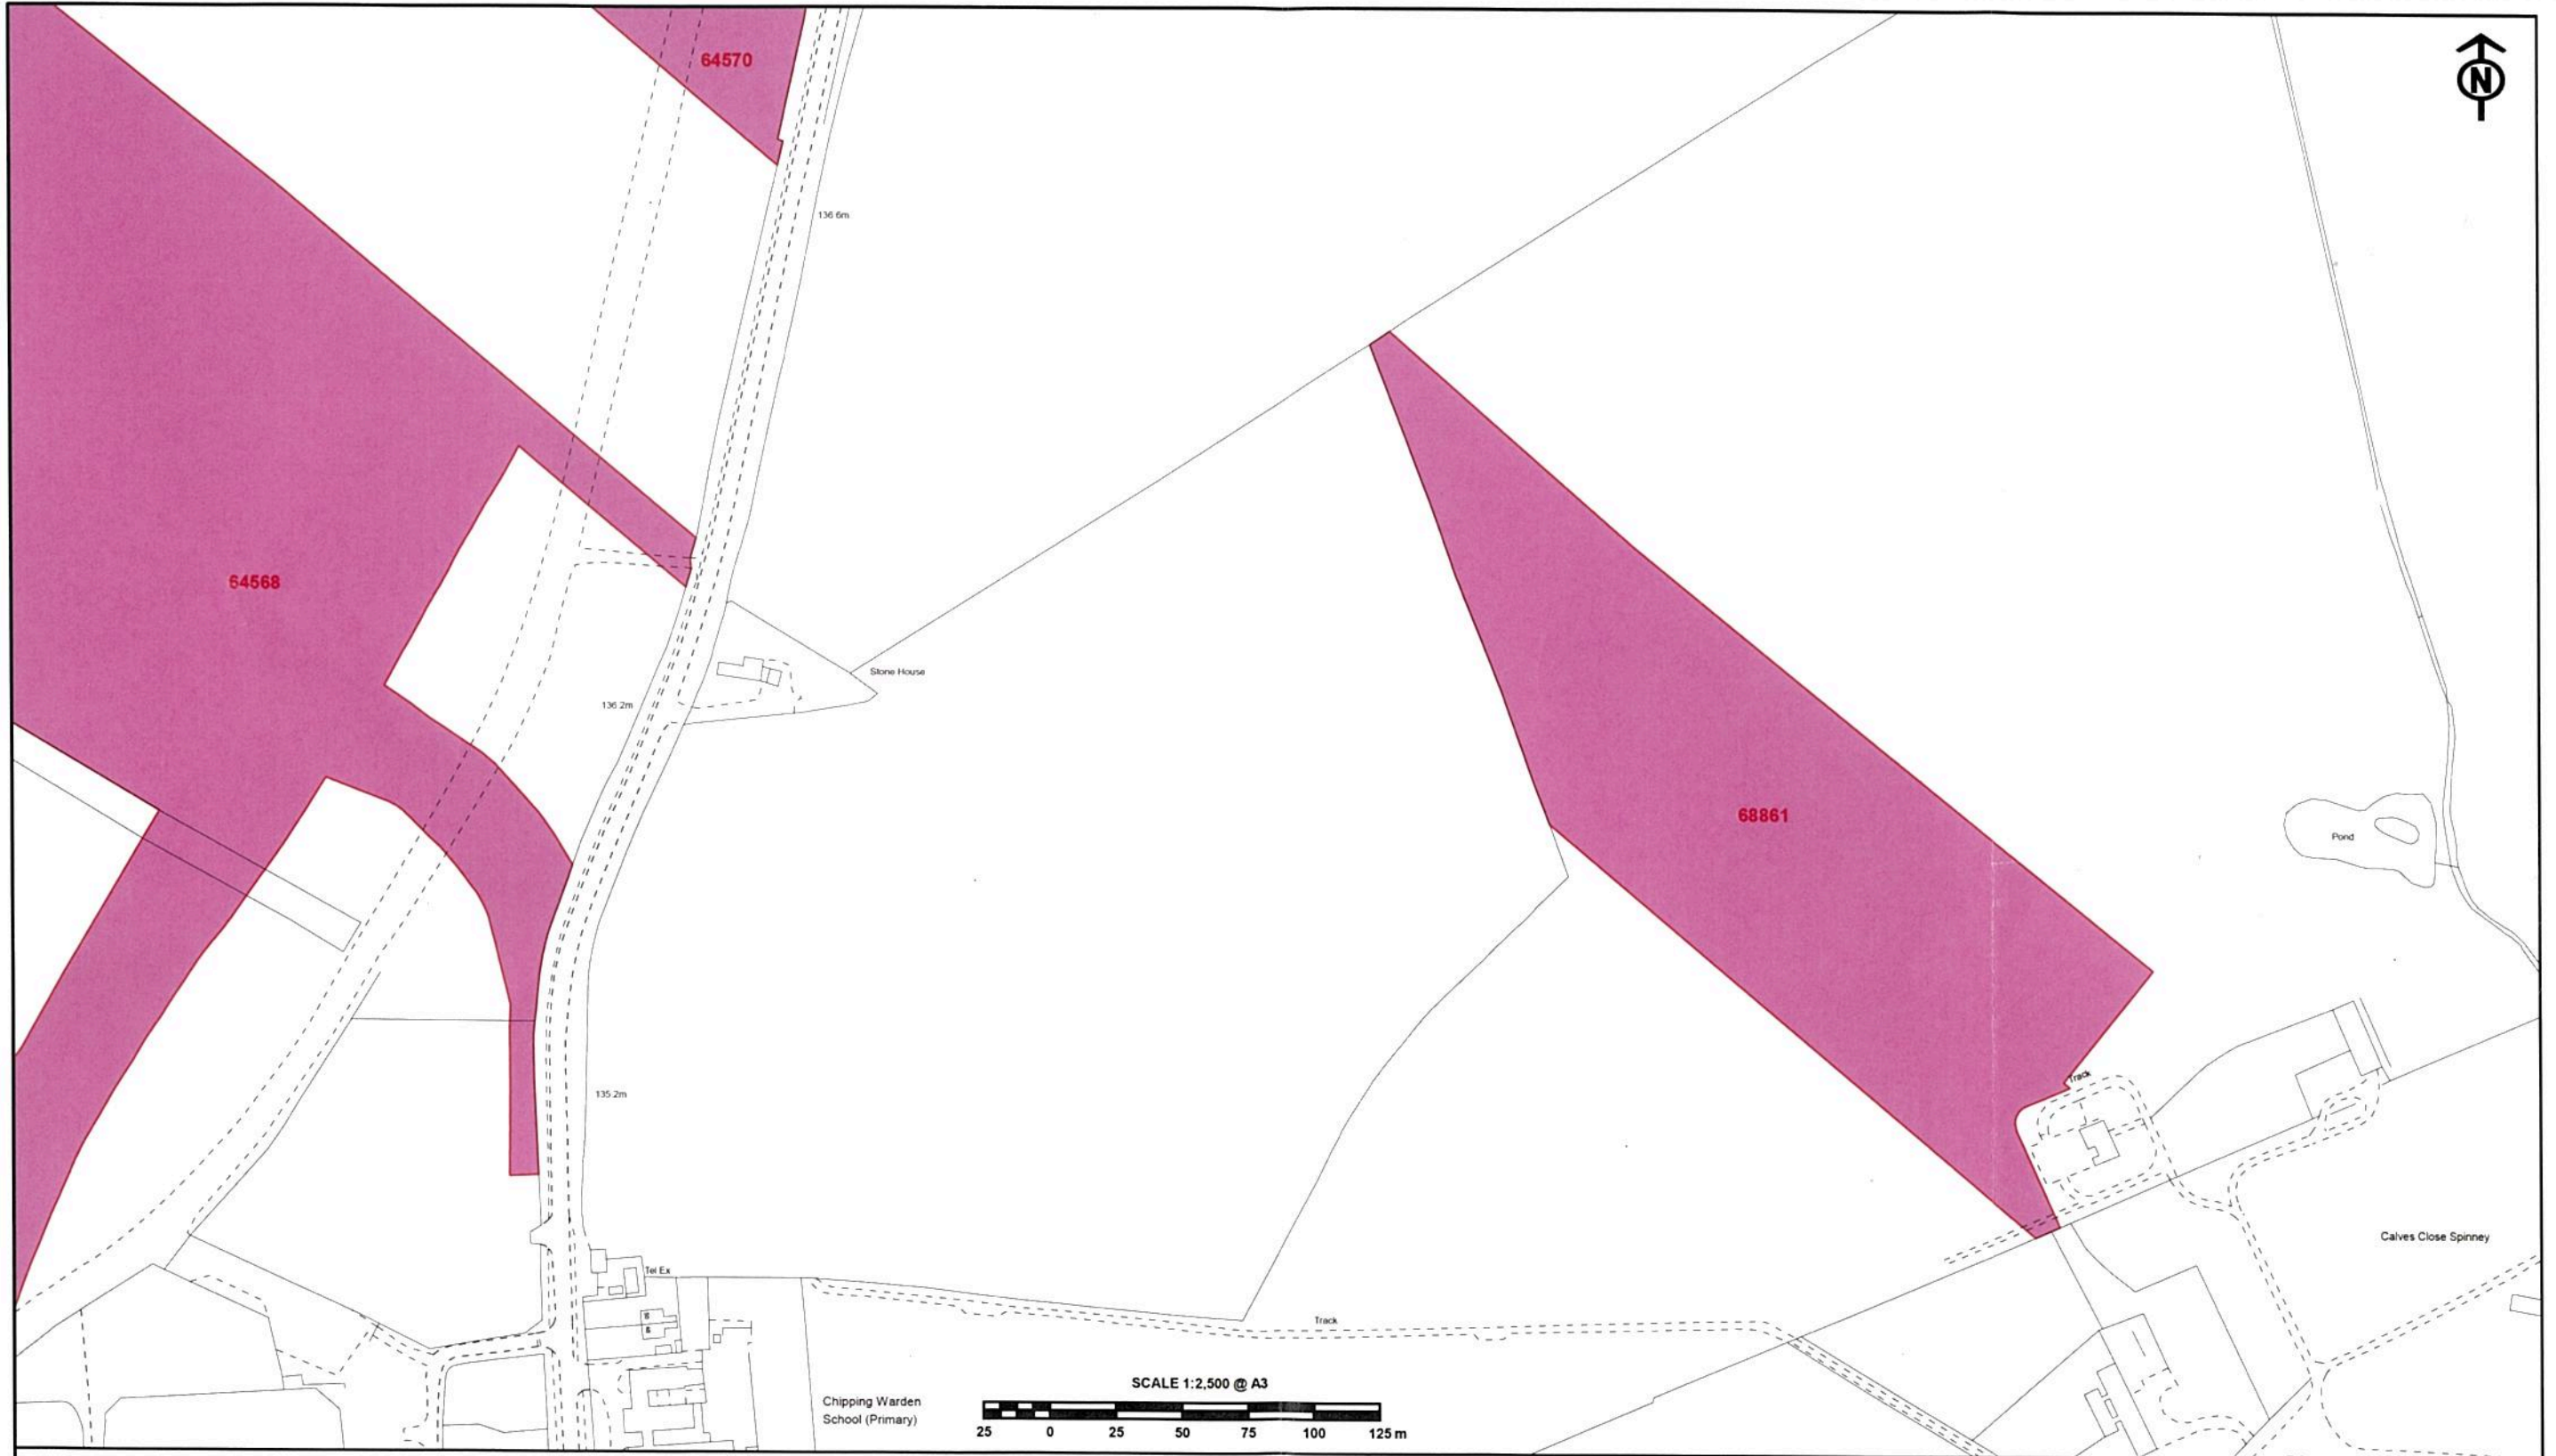 64570
N
136.6m
64568
Stone House
136.2m
68861
Pond
Track
135.2m
Calves Close Spinney
Tel Ex
Track
SCALE 1:2,500 @ A3
Chipping Warden
School (Primary)
25 0 25 50 75 100 125 m